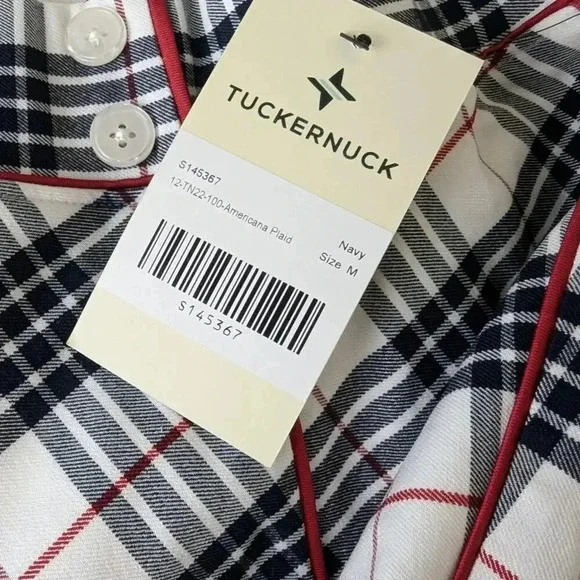 TUCKERNUCK
S145367
12-TN22-100-Americana Plaid
Navy
Size M
S145367